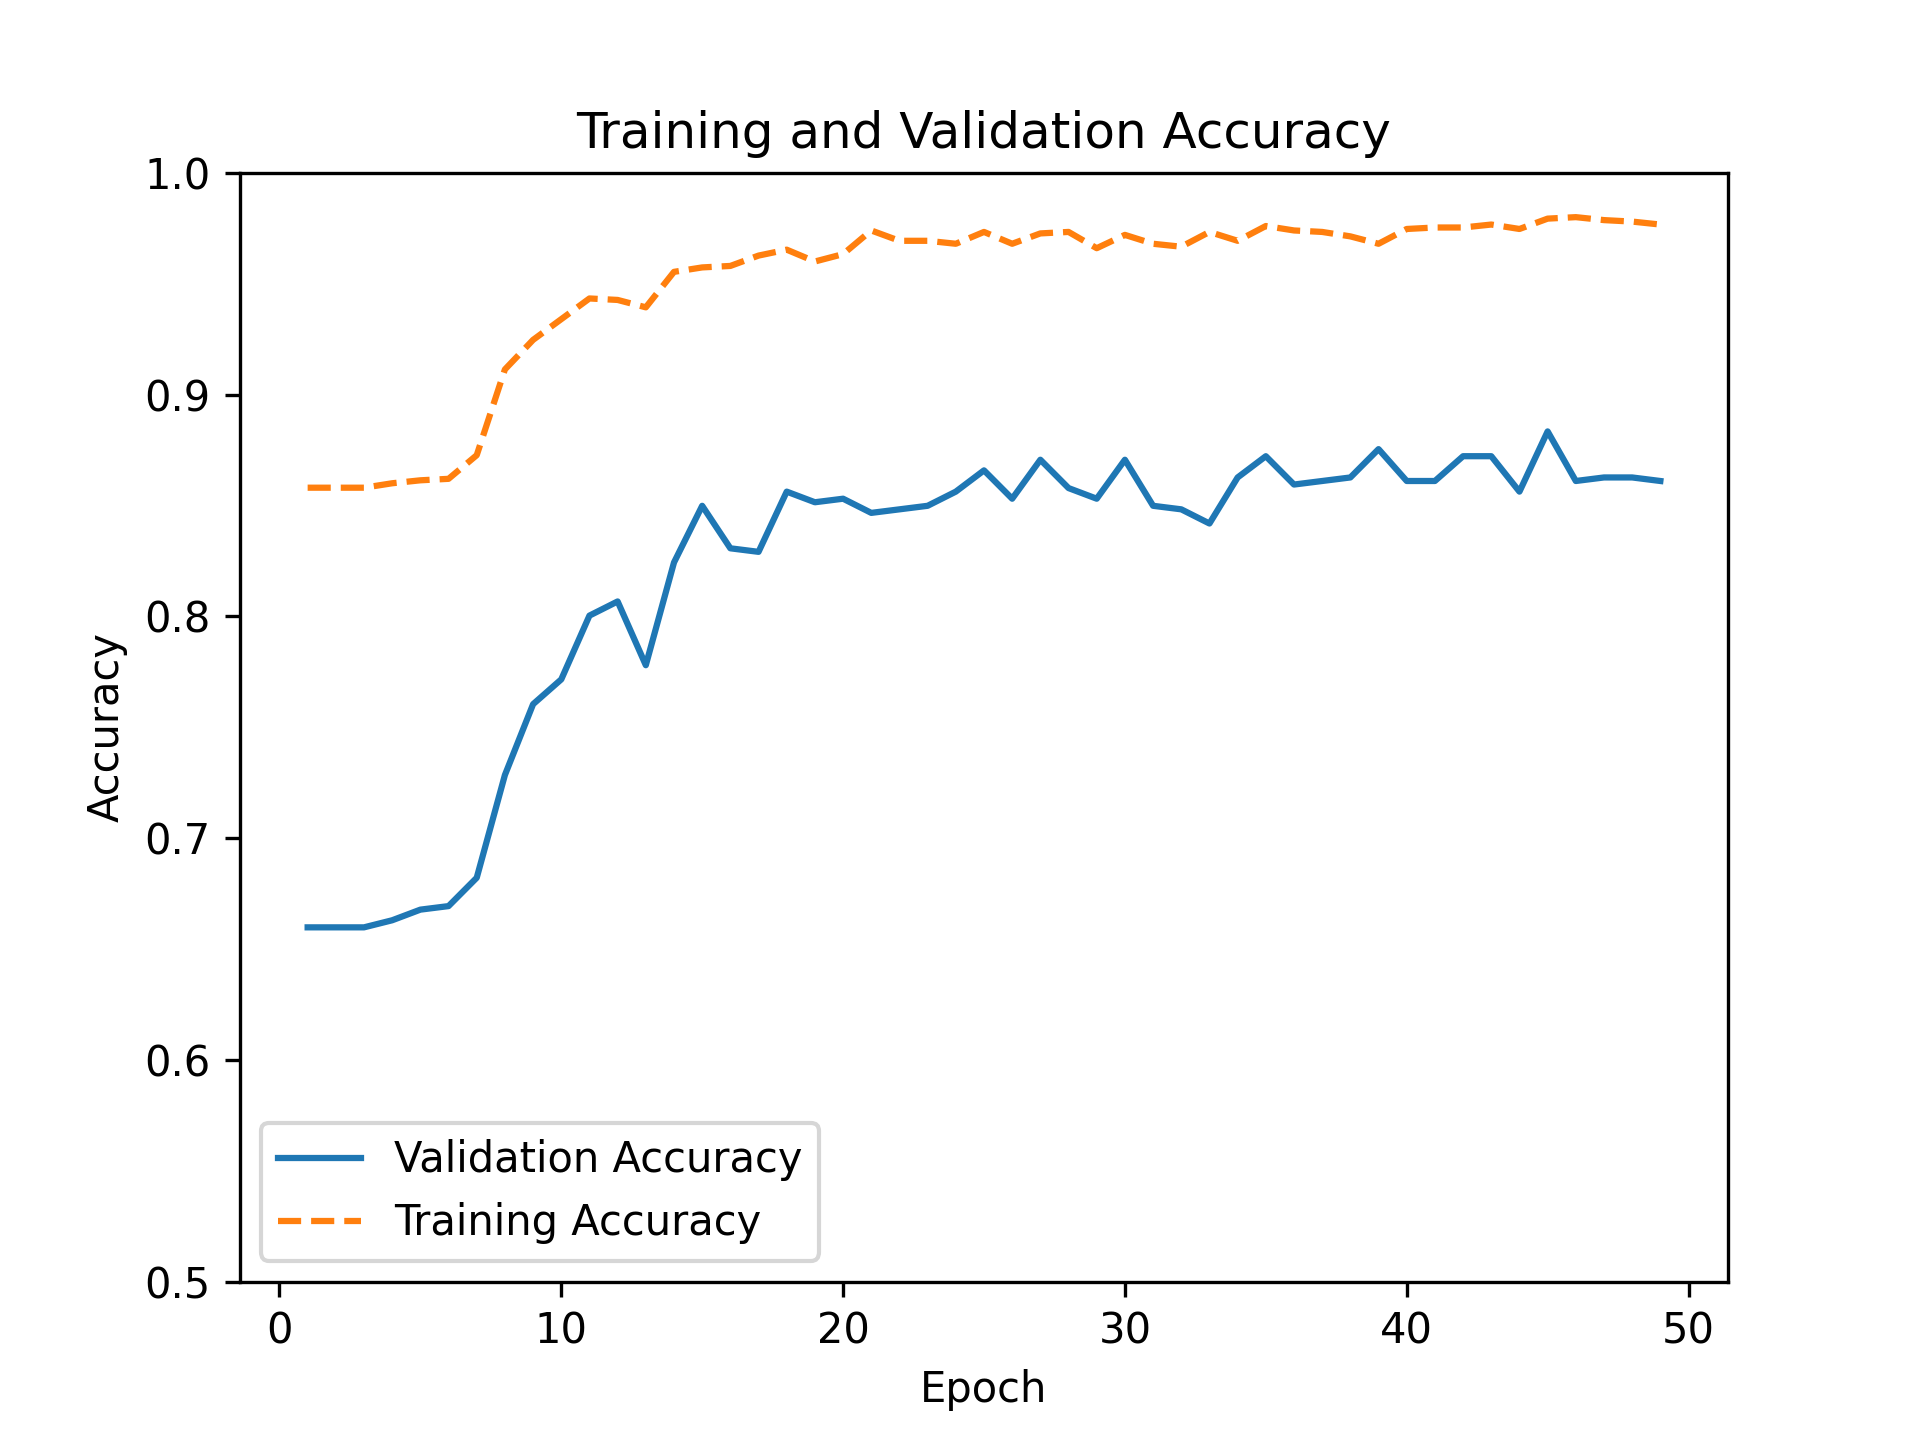 Training and Validation Accuracy
1.0
0.9
0.8
0.7
0.6
0.5
Accuracy
Validation Accuracy
Training Accuracy
0 10 20 30 40 50
Epoch